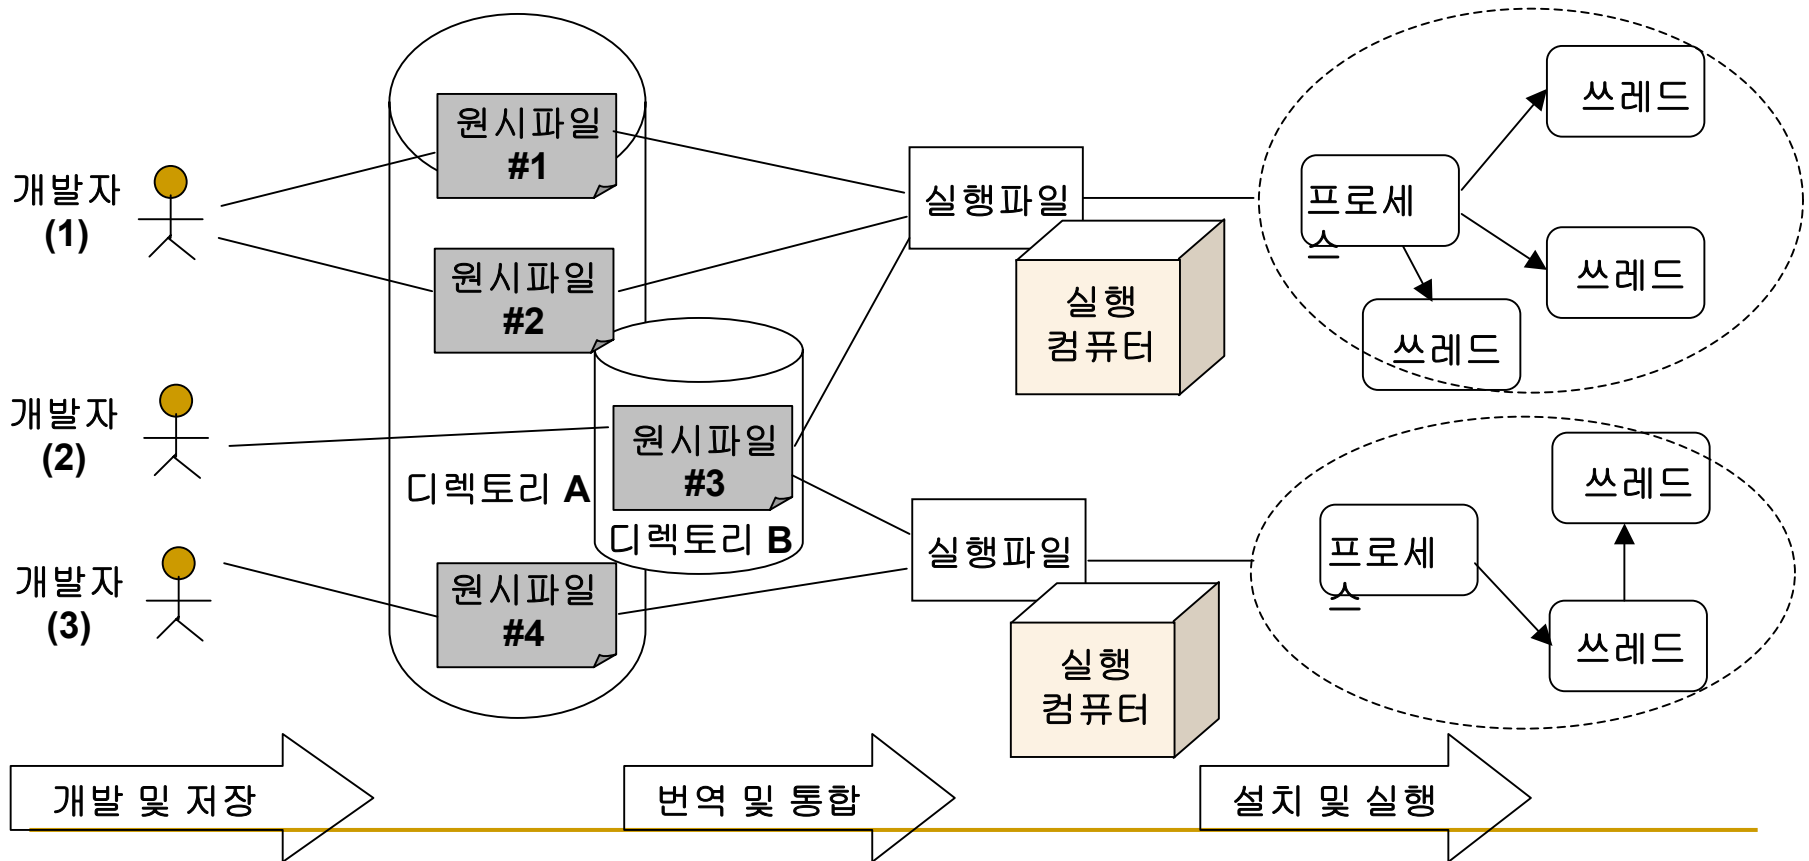 개발자
(1)
개발자
(2)
개발자
(3)
원시파일
#1
원시파일
#2
원시파일
#3
원시파일
#4
디렉토리 A
디렉토리 B
실행파일
실행
컴퓨터
실행파일
실행
컴퓨터
프로세
스
쓰레드
쓰레드
쓰레드
프로세
스
쓰레드
쓰레드
개발 및 저장
번역 및 통합
설치 및 실행